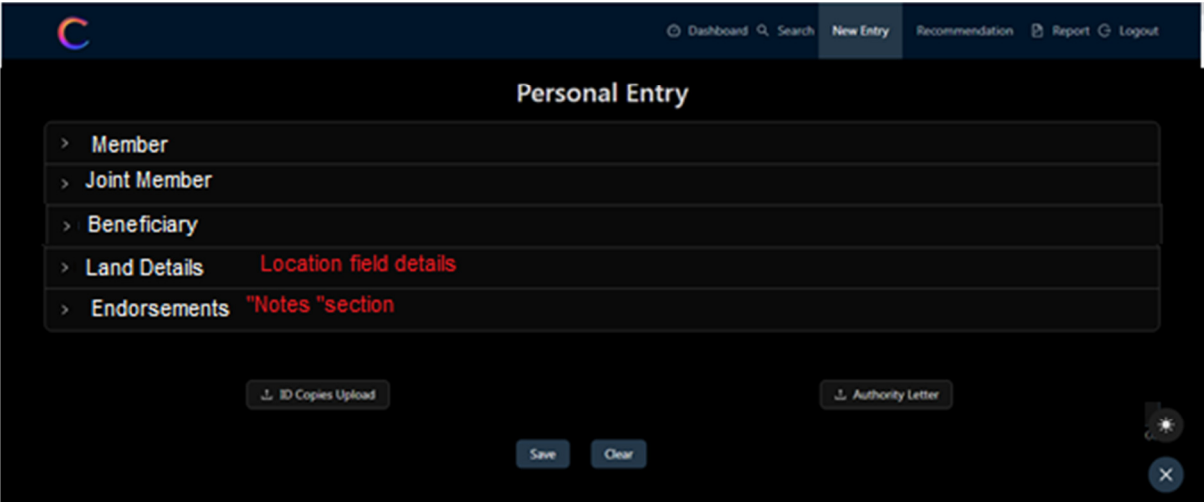 Dashboard Search New Entry Recommendation Report Logout
Personal Entry
Member
Joint Member
Beneficiary
Land Details Location field details
Endorsements "Notes "section
ID Copies Upload Authority Letter
Save Clear